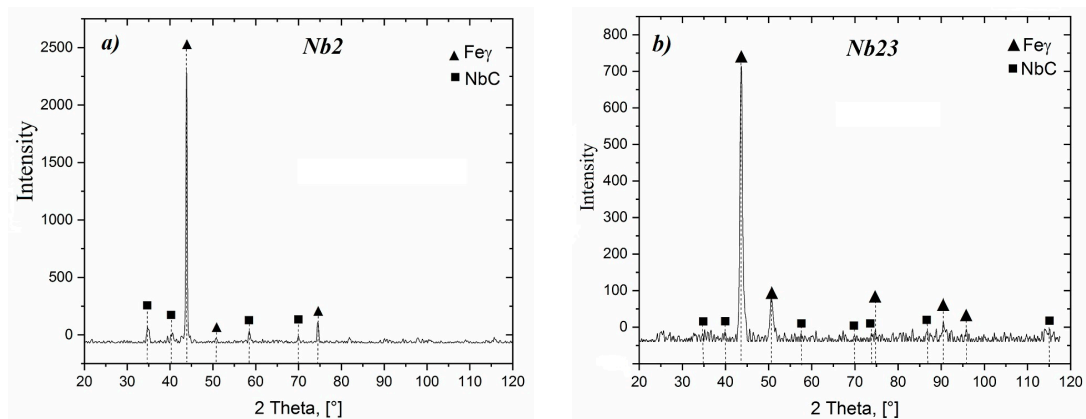 a) Nb2
▲ Feγ
■ NbC
2500
2000
1500
1000
500
0
Intensity
20 30 40 50 60 70 80 90 100 110 120
2 Theta, [°]
b) Nb23
▲ Feγ
■ NbC
800
700
600
500
400
300
200
100
0
Intensity
20 30 40 50 60 70 80 90 100 110 120
2 Theta, [°]